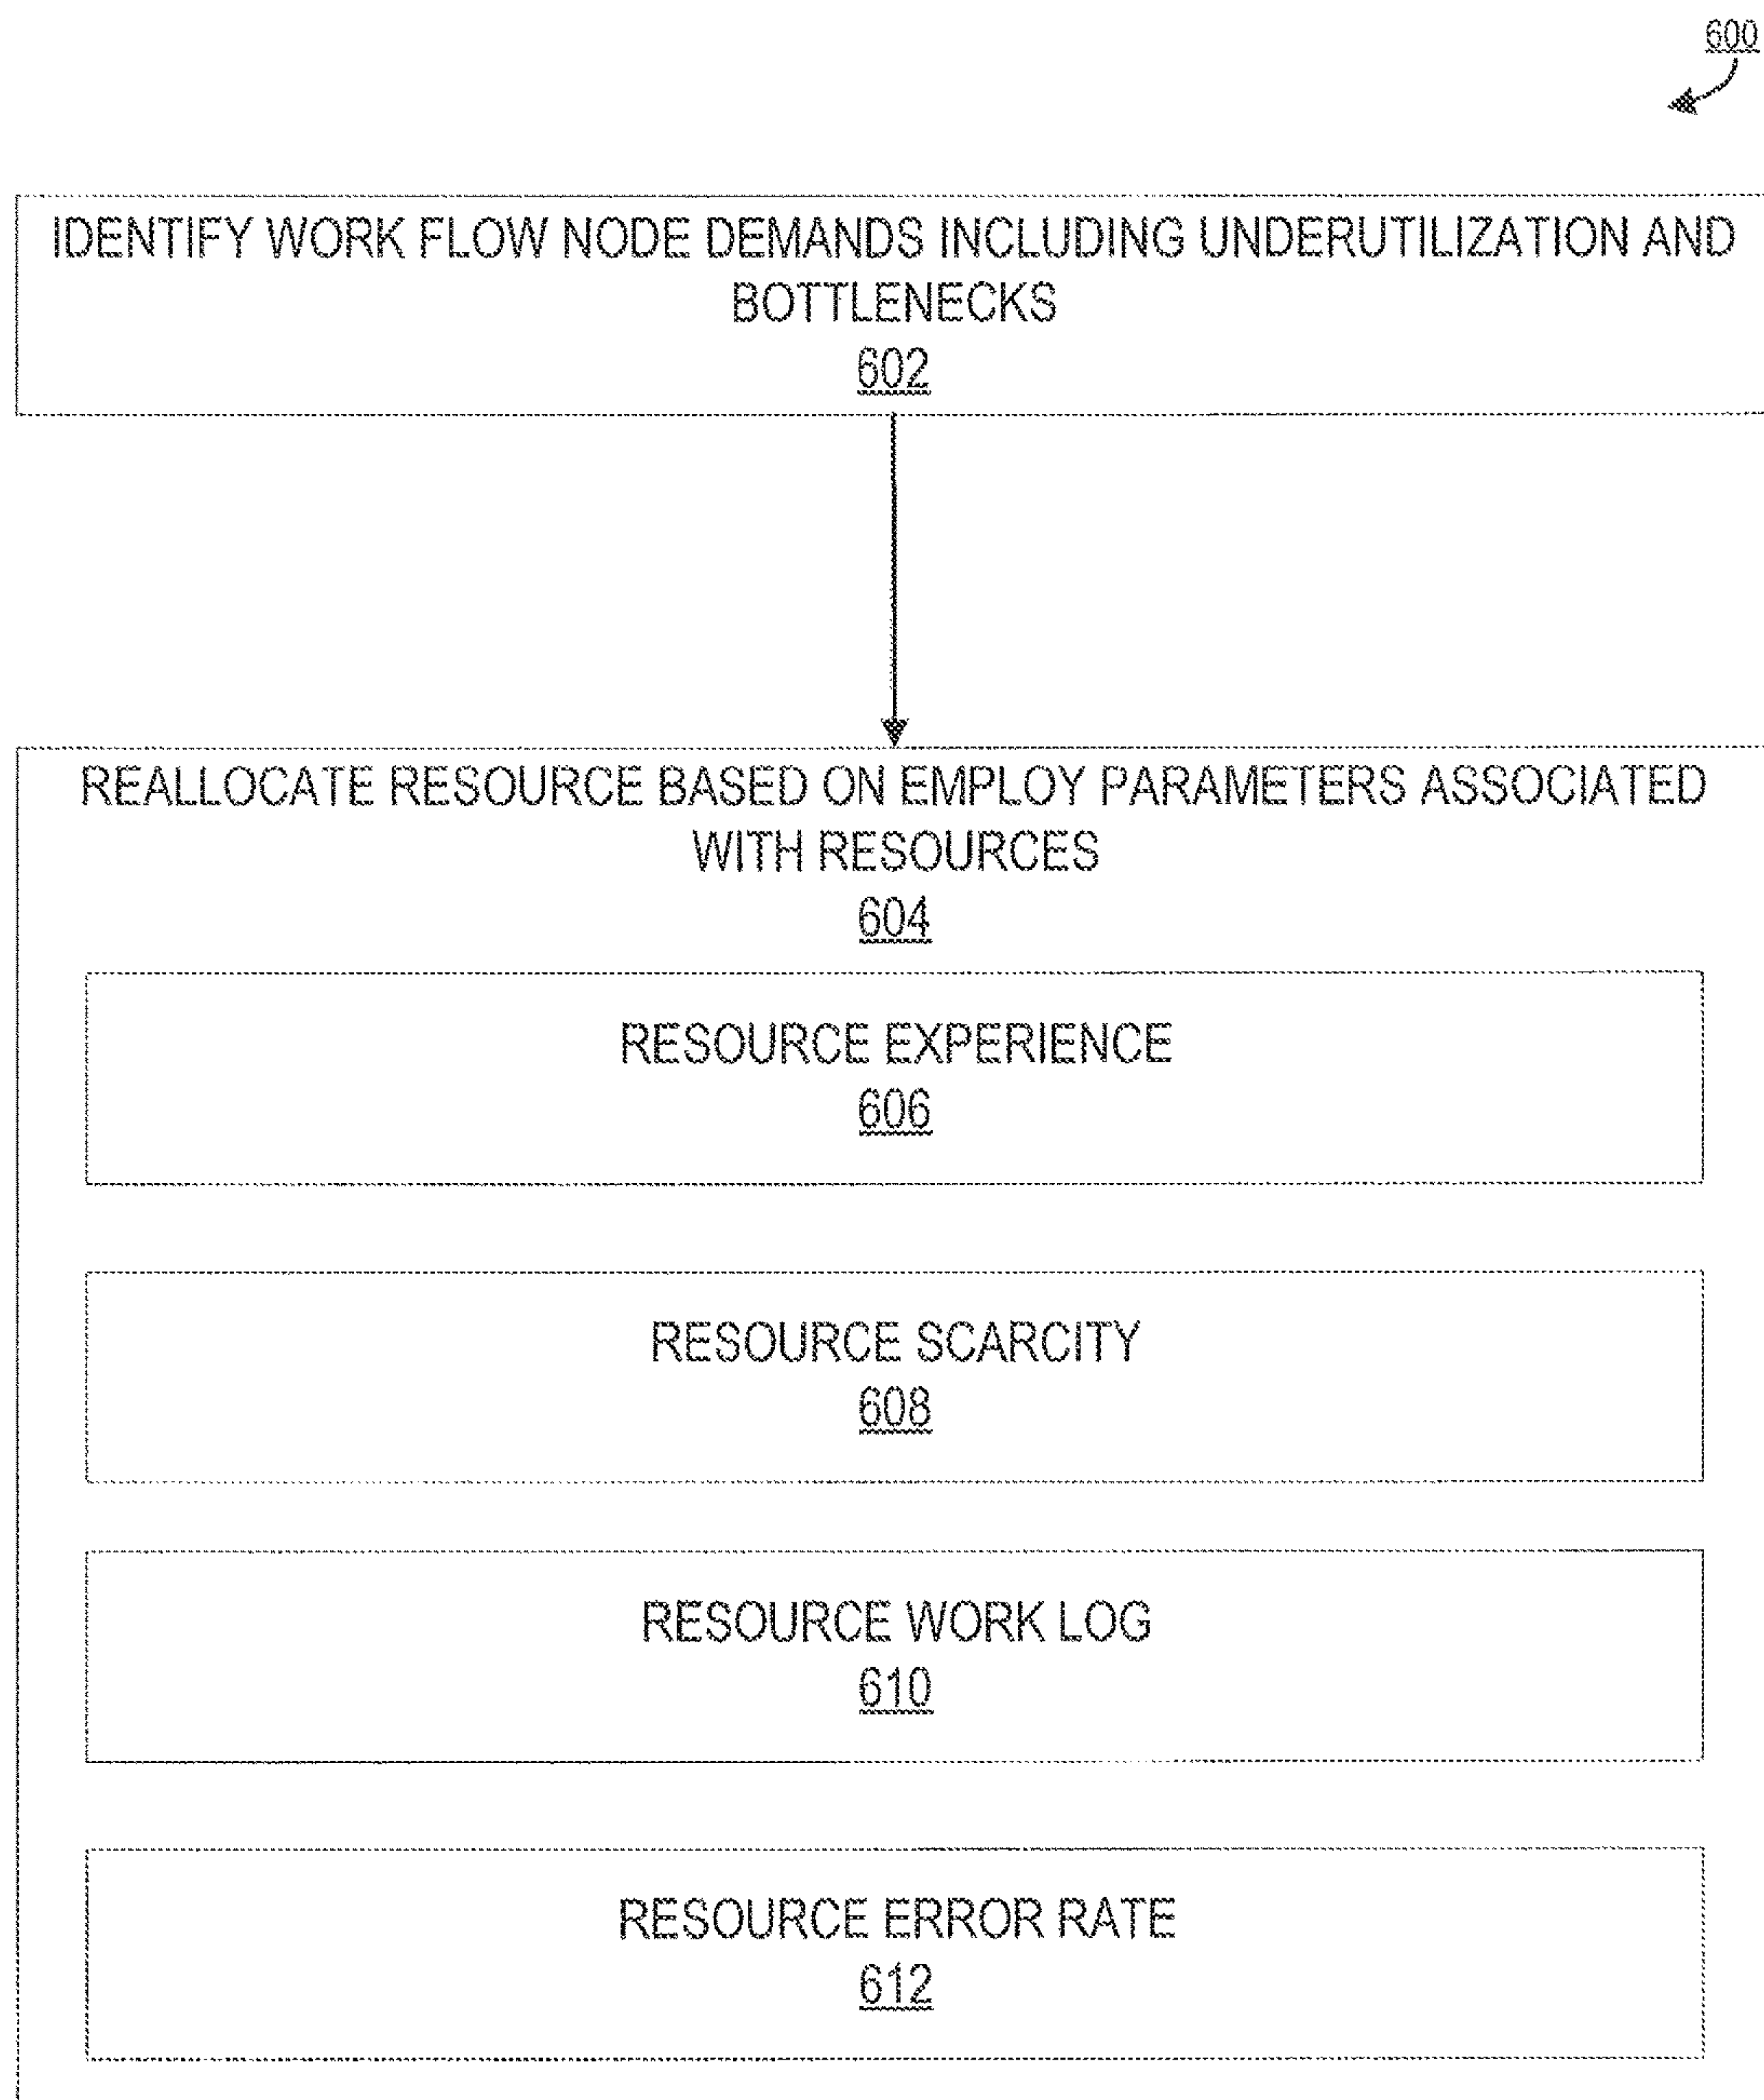 600
IDENTIFY WORK FLOW NODE DEMANDS INCLUDING UNDERUTILIZATION AND
BOTTLENECKS
602
REALLOCATE RESOURCE BASED ON EMPLOY PARAMETERS ASSOCIATED
WITH RESOURCES
604
RESOURCE EXPERIENCE
606
RESOURCE SCARCITY
608
RESOURCE WORK LOG
610
RESOURCE ERROR RATE
612